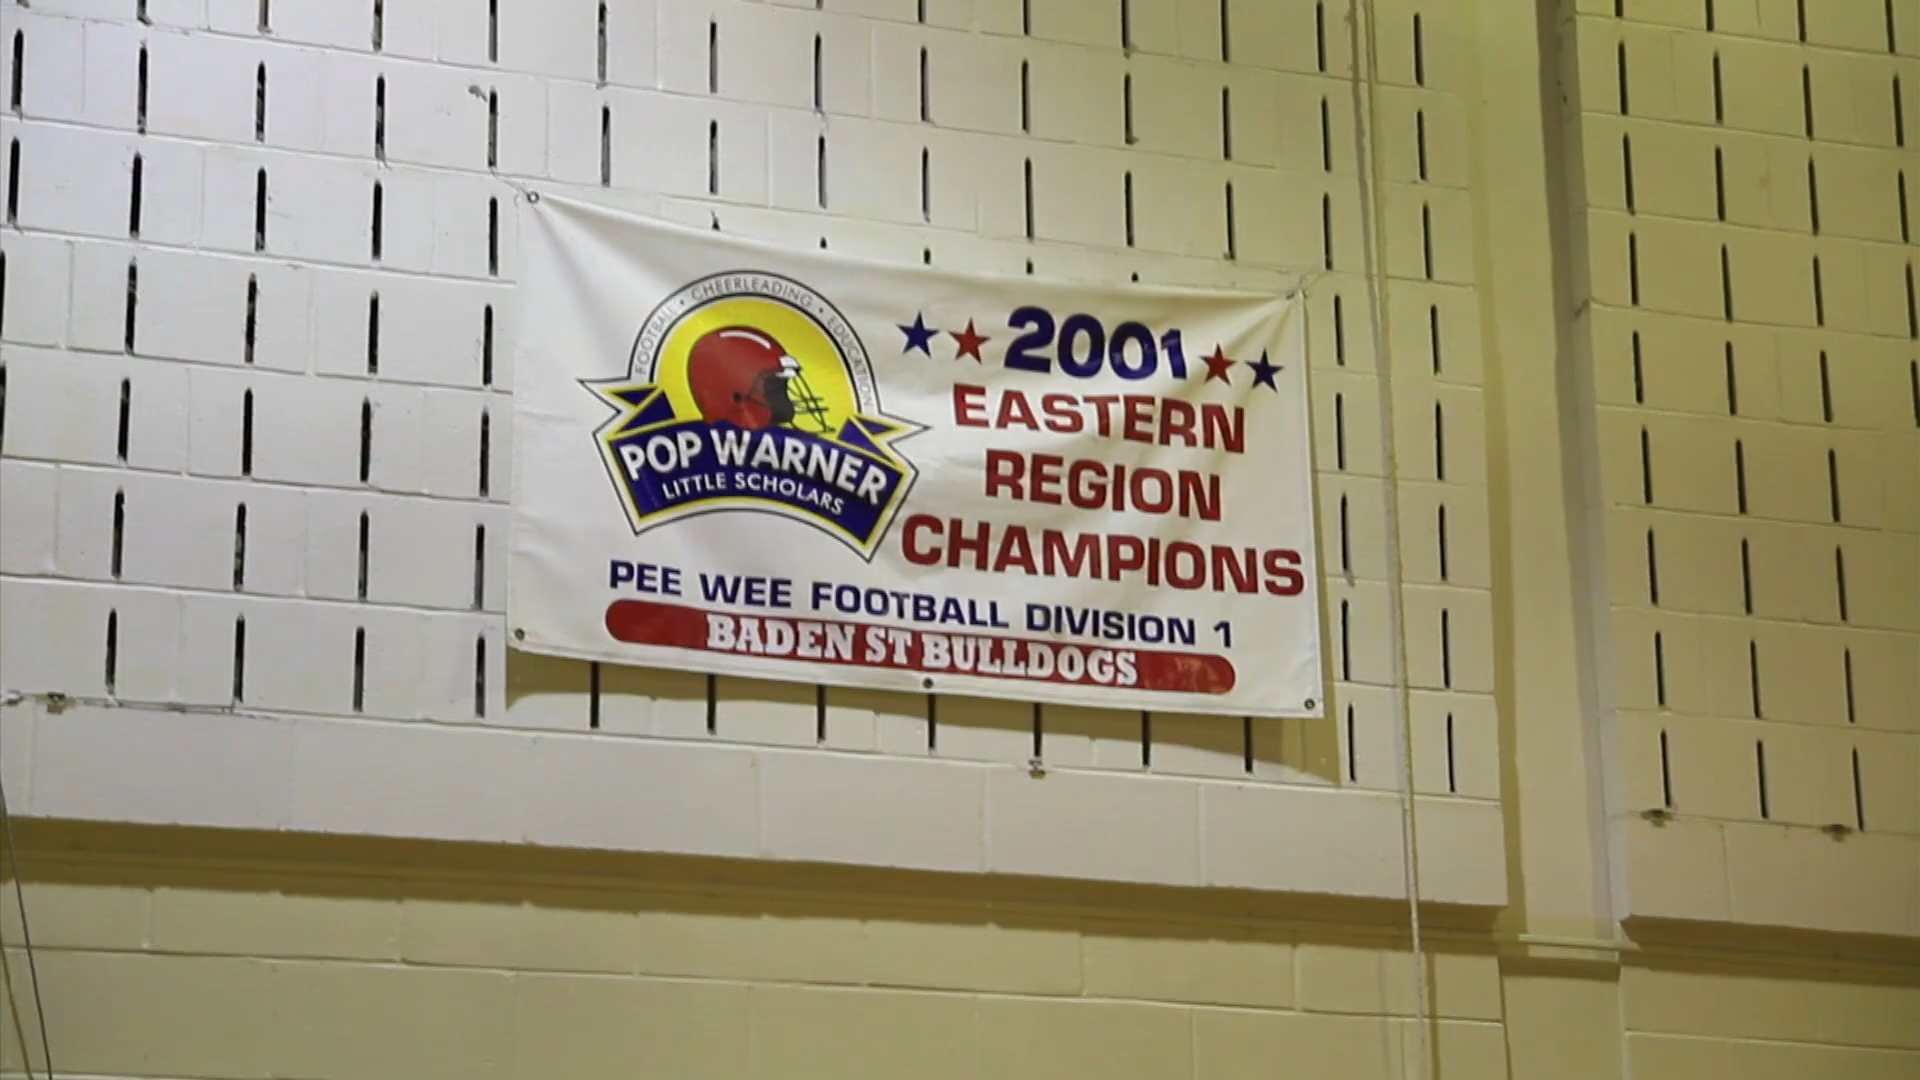 FOOTBALL • CHEERLEADING • EDUCATION
POP WARNER
LITTLE SCHOLARS
2001
EASTERN
REGION
CHAMPIONS
PEE WEE FOOTBALL DIVISION 1
BADEN ST BULLDOGS